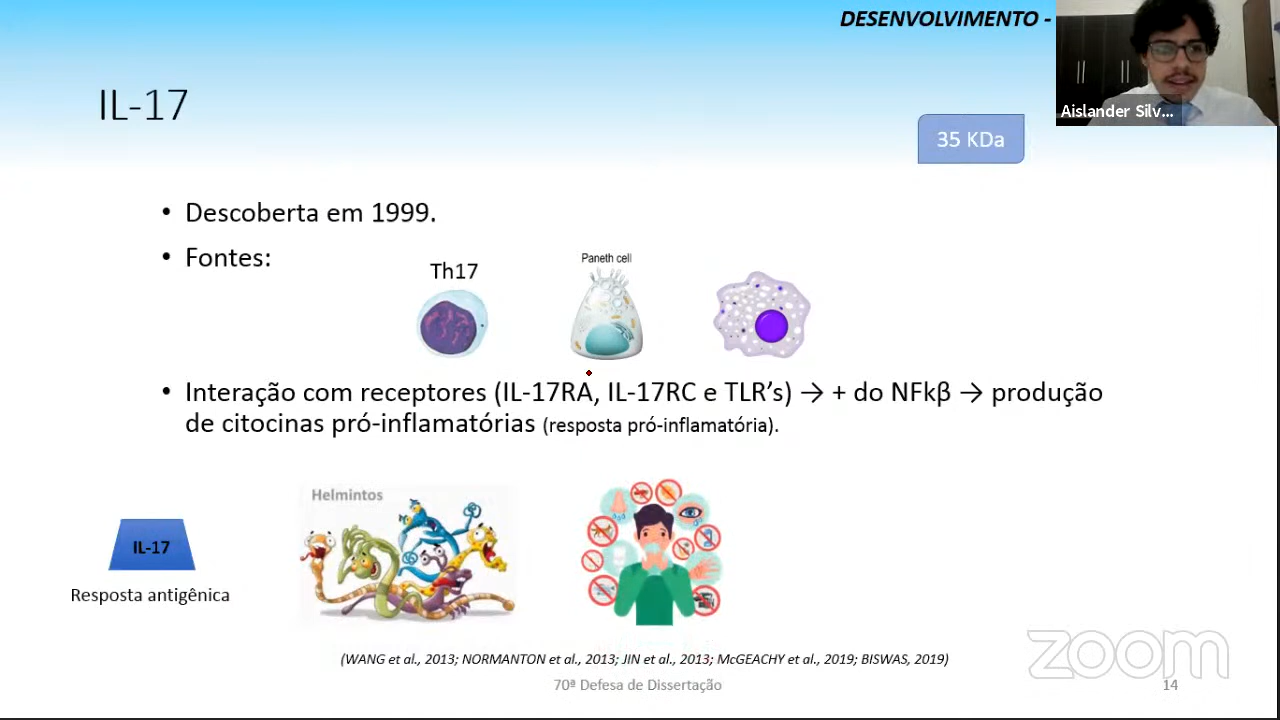 DESENVOLVIMENTO -
Aislander Silv...
IL-17
35 KDa
• Descoberta em 1999.
• Fontes:
Th17
Paneth cell
• Interação com receptores (IL-17RA, IL-17RC e TLR’s) → + do NFkβ → produção
de citocinas pró-inflamatórias (resposta pró-inflamatória).
Helmintos
IL-17
Resposta antigênica
(WANG et al., 2013; NORMANTON et al., 2013; JIN et al., 2013; McGEACHY et al., 2019; BISWAS, 2019)
70ª Defesa de Dissertação
14
zoom